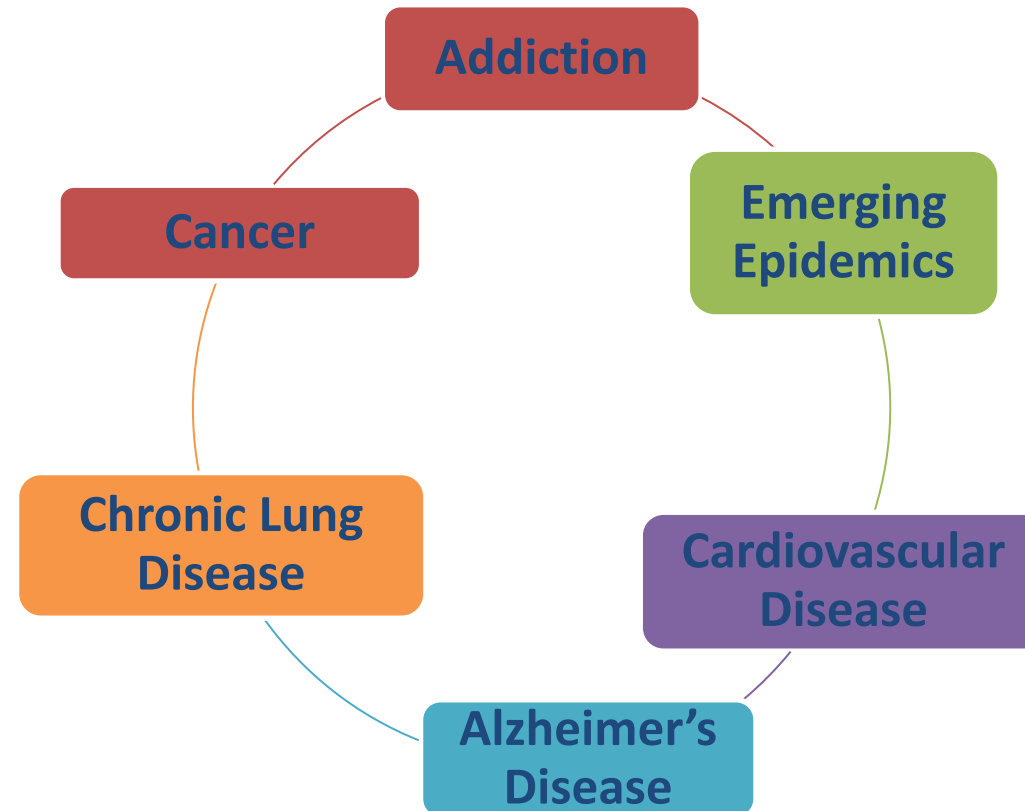 Addiction
Emerging
Epidemics
Cardiovascular
Disease
Alzheimer’s
Disease
Chronic Lung
Disease
Cancer